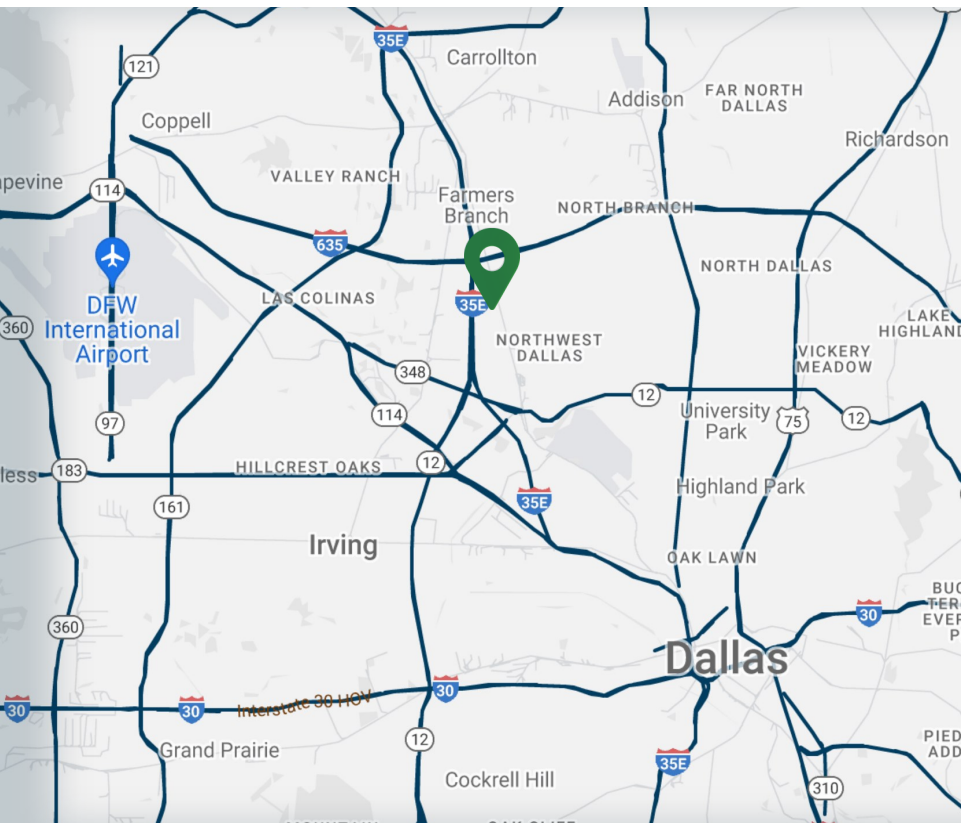 35E
Carrollton
121
Addison
FAR NORTH
DALLAS
Coppell
Richardson
VALLEY RANCH
114
Farmers
Branch
NORTH BRANCH
635
NORTH DALLAS
DFW
International
Airport
LAS COLINAS
35E
360
LAKE
NORTHWEST
DALLAS
VICKERY
MEADOW
348
12
114
University
Park
75
12
97
12
183
HILLCREST OAKS
Highland Park
35E
161
Irving
OAK LAWN
30
360
Dallas
30
30
30
Interstate 30 HOV
12
Grand Prairie
35E
Cockrell Hill
310